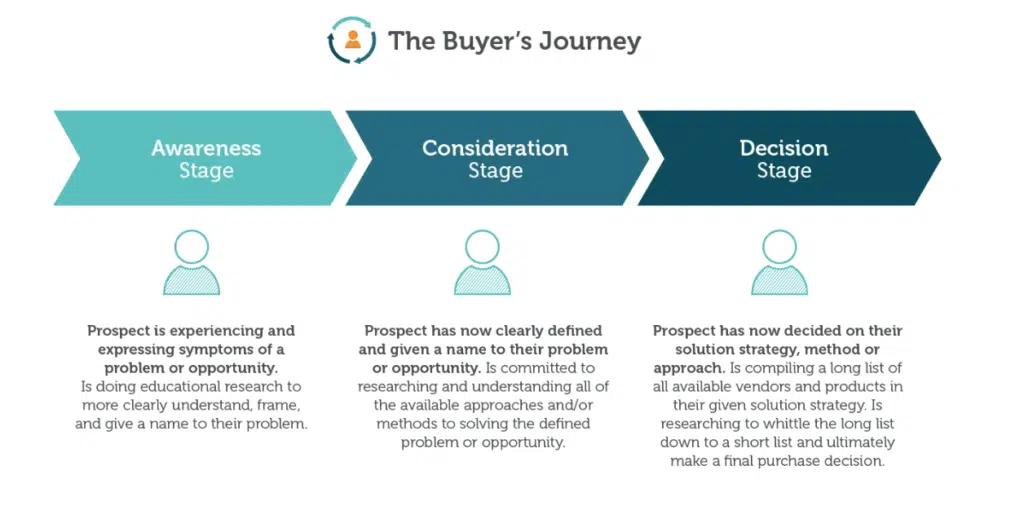 The Buyer's Journey
Awareness
Stage
Consideration
Stage
Decision
Stage
Prospect is experiencing and
expressing symptoms of a
problem or opportunity.
Is doing educational research to
more clearly understand, frame,
and give a name to their problem.
Prospect has now clearly defined
and given a name to their problem
or opportunity. Is committed to
researching and understanding all of
the available approaches and/or
methods to solving the defined
problem or opportunity.
Prospect has now decided on their
solution strategy, method or
approach. Is compiling a long list of
all available vendors and products in
their given solution strategy. Is
researching to whittle the long list
down to a short list and ultimately
make a final purchase decision.